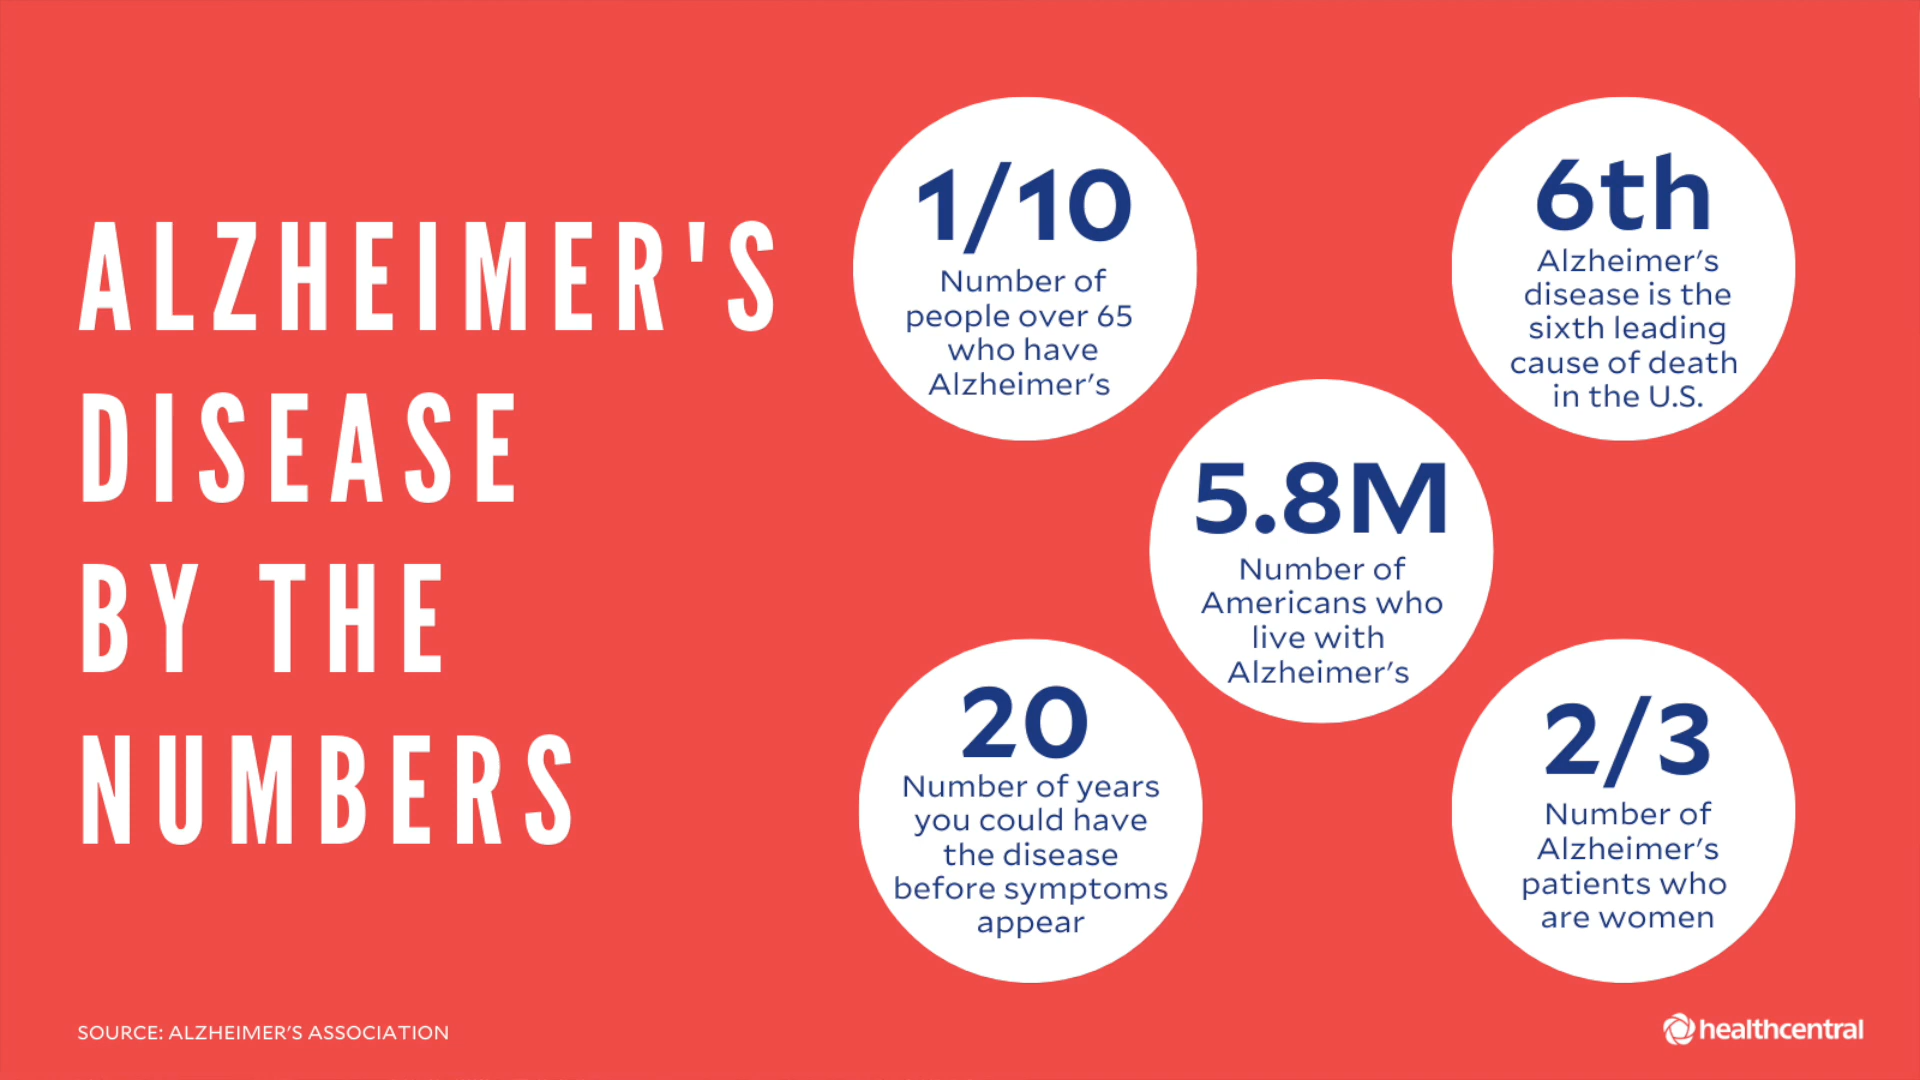 ALZHEIMER'S
DISEASE
BY THE
NUMBERS
1/10
Number of
people over 65
who have
Alzheimer's
6th
Alzheimer's
disease is the
sixth leading
cause of death
in the U.S.
5.8M
Number of
Americans who
live with
Alzheimer's
20
Number of years
you could have
the disease
before symptoms
appear
2/3
Number of
Alzheimer's
patients who
are women
SOURCE: ALZHEIMER'S ASSOCIATION
healthcentral